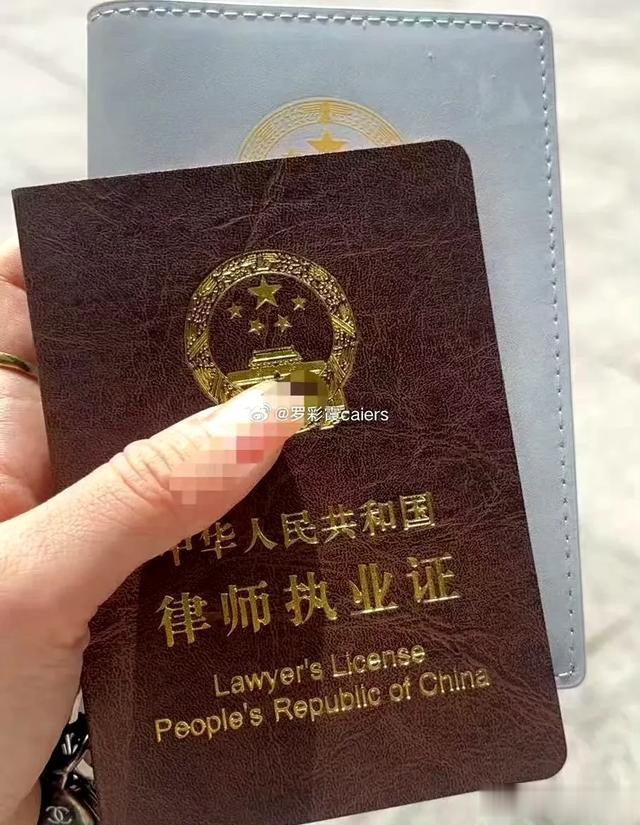 @罗彩霞caiers
中华人民共和国
律师执业证
Lawyer's License
People's Republic of China